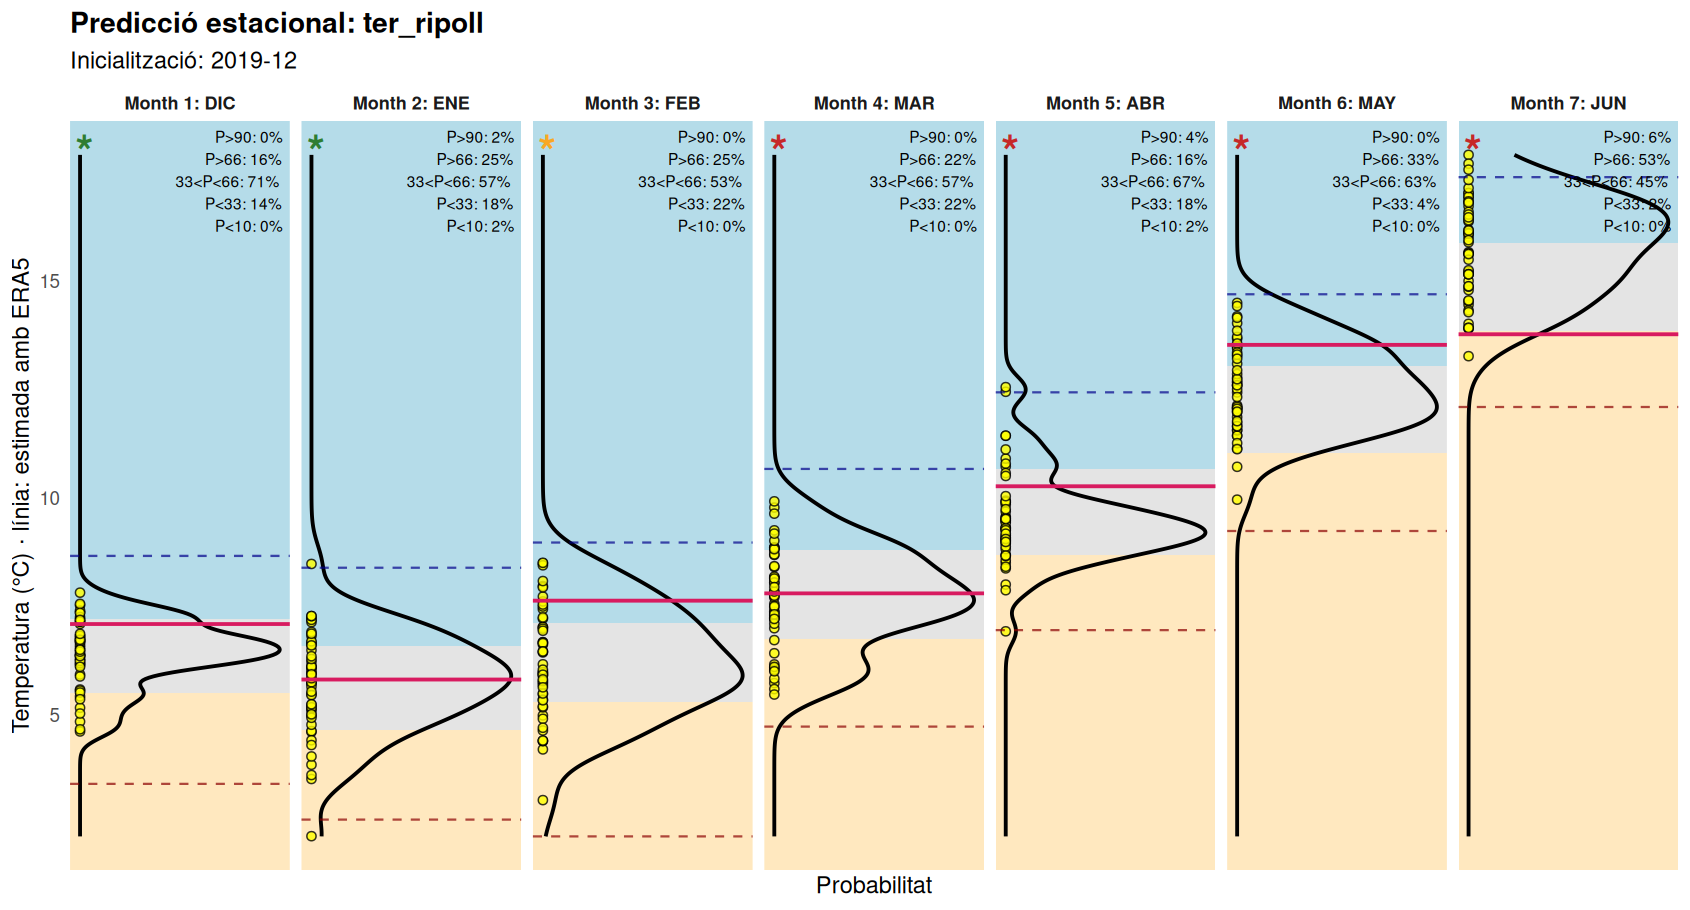 Predicció estacional: ter_ripoll
Inicialització: 2019-12
Month 1: DIC
Month 2: ENE
Month 3: FEB
Month 4: MAR
Month 5: ABR
Month 6: MAY
Month 7: JUN
*
P>90: 0%
P>66: 16%
33<P<66: 71%
P<33: 14%
P<10: 0%
*
P>90: 2%
P>66: 25%
33<P<66: 57%
P<33: 18%
P<10: 2%
*
P>90: 0%
P>66: 25%
33<P<66: 53%
P<33: 22%
P<10: 0%
*
P>90: 0%
P>66: 22%
33<P<66: 57%
P<33: 22%
P<10: 0%
*
P>90: 4%
P>66: 16%
33<P<66: 67%
P<33: 18%
P<10: 2%
*
P>90: 0%
P>66: 33%
33<P<66: 63%
P<33: 4%
P<10: 0%
*
P>90: 6%
P>66: 53%
33<P<66: 45%
P<33: 2%
P<10: 0%
15
10
5
Temperatura (°C) · línia: estimada amb ERA5
Probabilitat